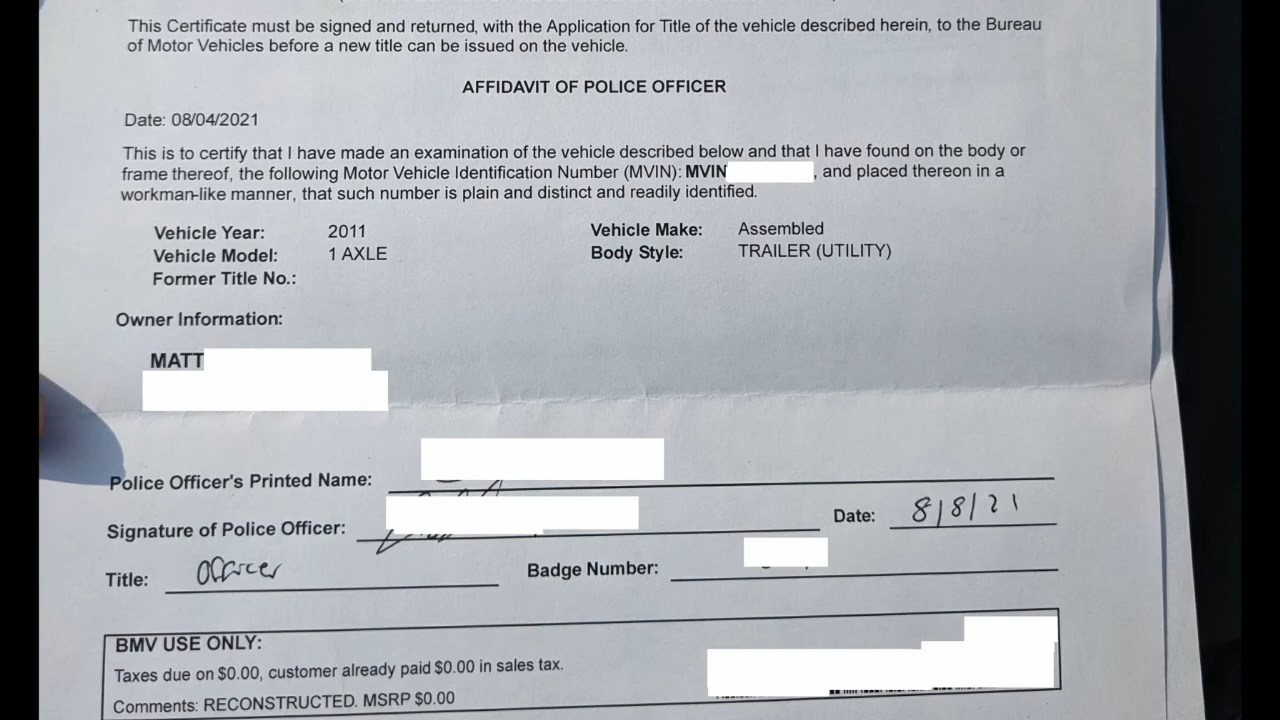 This Certificate must be signed and returned, with the Application for Title of the vehicle described herein, to the Bureau
of Motor Vehicles before a new title can be issued on the vehicle.
AFFIDAVIT OF POLICE OFFICER
Date: 08/04/2021
This is to certify that I have made an examination of the vehicle described below and that I have found on the body or
frame thereof, the following Motor Vehicle Identification Number (MVIN): MVIN , and placed thereon in a
workman-like manner, that such number is plain and distinct and readily identified.
Vehicle Year: 2011 Vehicle Make: Assembled
Vehicle Model: 1 AXLE Body Style: TRAILER (UTILITY)
Former Title No.:
Owner Information:
MATT
Police Officer's Printed Name:
Signature of Police Officer: Date: 8/8/21
Title: Officer Badge Number:
BMV USE ONLY:
Taxes due on $0.00, customer already paid $0.00 in sales tax.
Comments: RECONSTRUCTED. MSRP $0.00